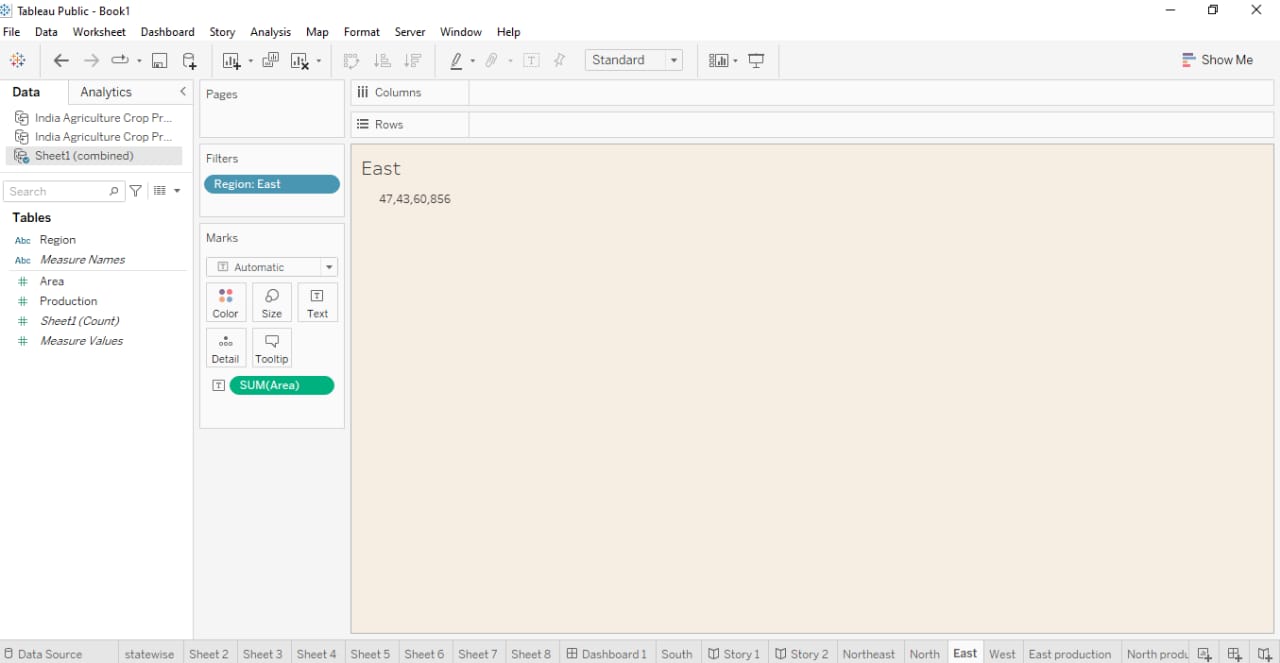 Tableau Public - Book1
File Data Worksheet Dashboard Story Analysis Map Format Server Window Help
Standard
Show Me
Data Analytics
India Agriculture Crop Pr...
India Agriculture Crop Pr...
Sheet1 (combined)
Search
Tables
Abc Region
Abc Measure Names
# Area
# Production
# Sheet1 (Count)
# Measure Values
Pages
Filters
Region: East
Marks
T Automatic
Color Size T Text
Detail Tooltip
T SUM(Area)
Columns
Rows
East
47,43,60,856
Data Source statewise Sheet 2 Sheet 3 Sheet 4 Sheet 5 Sheet 6 Sheet 7 Sheet 8 Dashboard 1 South Story 1 Story 2 Northeast North East West East production North produ